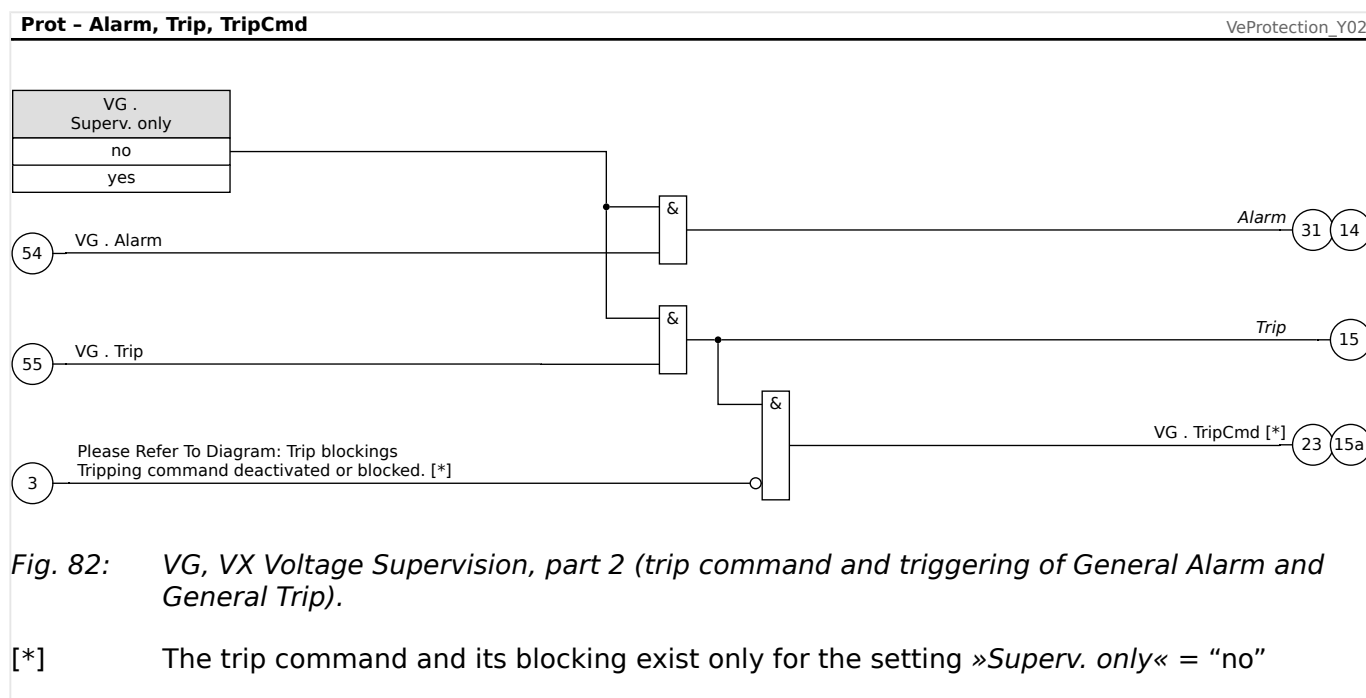 Prot – Alarm, Trip, TripCmd
VeProtection_Y02
VG .
Superv. only
no
yes
&
Alarm
31
14
54
VG . Alarm
&
Trip
15
55
VG . Trip
&
VG . TripCmd [*]
23
15a
Please Refer To Diagram: Trip blockings
Tripping command deactivated or blocked. [*]
3
Fig. 82: VG, VX Voltage Supervision, part 2 (trip command and triggering of General Alarm and
General Trip).
[*] The trip command and its blocking exist only for the setting »Superv. only« = “no”